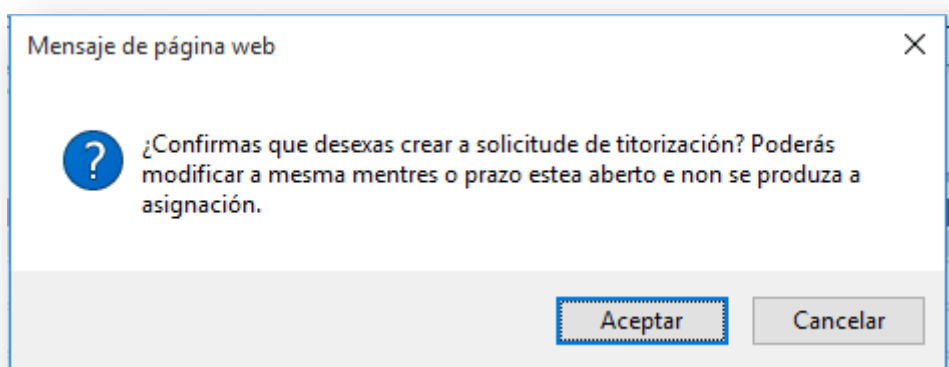 Mensaje de página web
¿Confirmas que desexas crear a solicitude de titorización? Poderás
modificar a mesma mentres o prazo estea aberto e non se produza a
asignación.
Aceptar
Cancelar